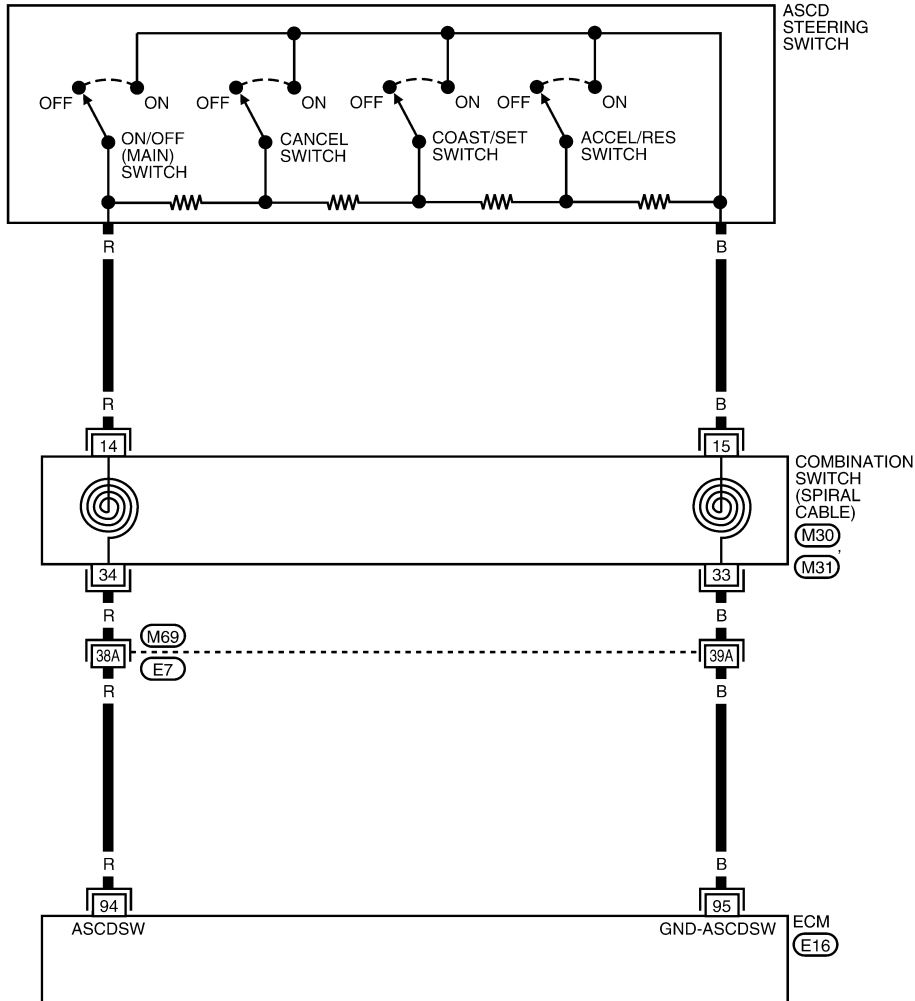 ASCD
STEERING
SWITCH
OFF
ON
OFF
ON
OFF
ON
OFF
ON
ON/OFF
(MAIN)
SWITCH
CANCEL
SWITCH
COAST/SET
SWITCH
ACCEL/RES
SWITCH
R
B
R
B
14
15
COMBINATION
SWITCH
(SPIRAL
CABLE)
M30
,
M31
34
33
R
B
M69
38A
39A
E7
R
B
R
B
94
95
ASCDSW
GND-ASCDSW
ECM
E16